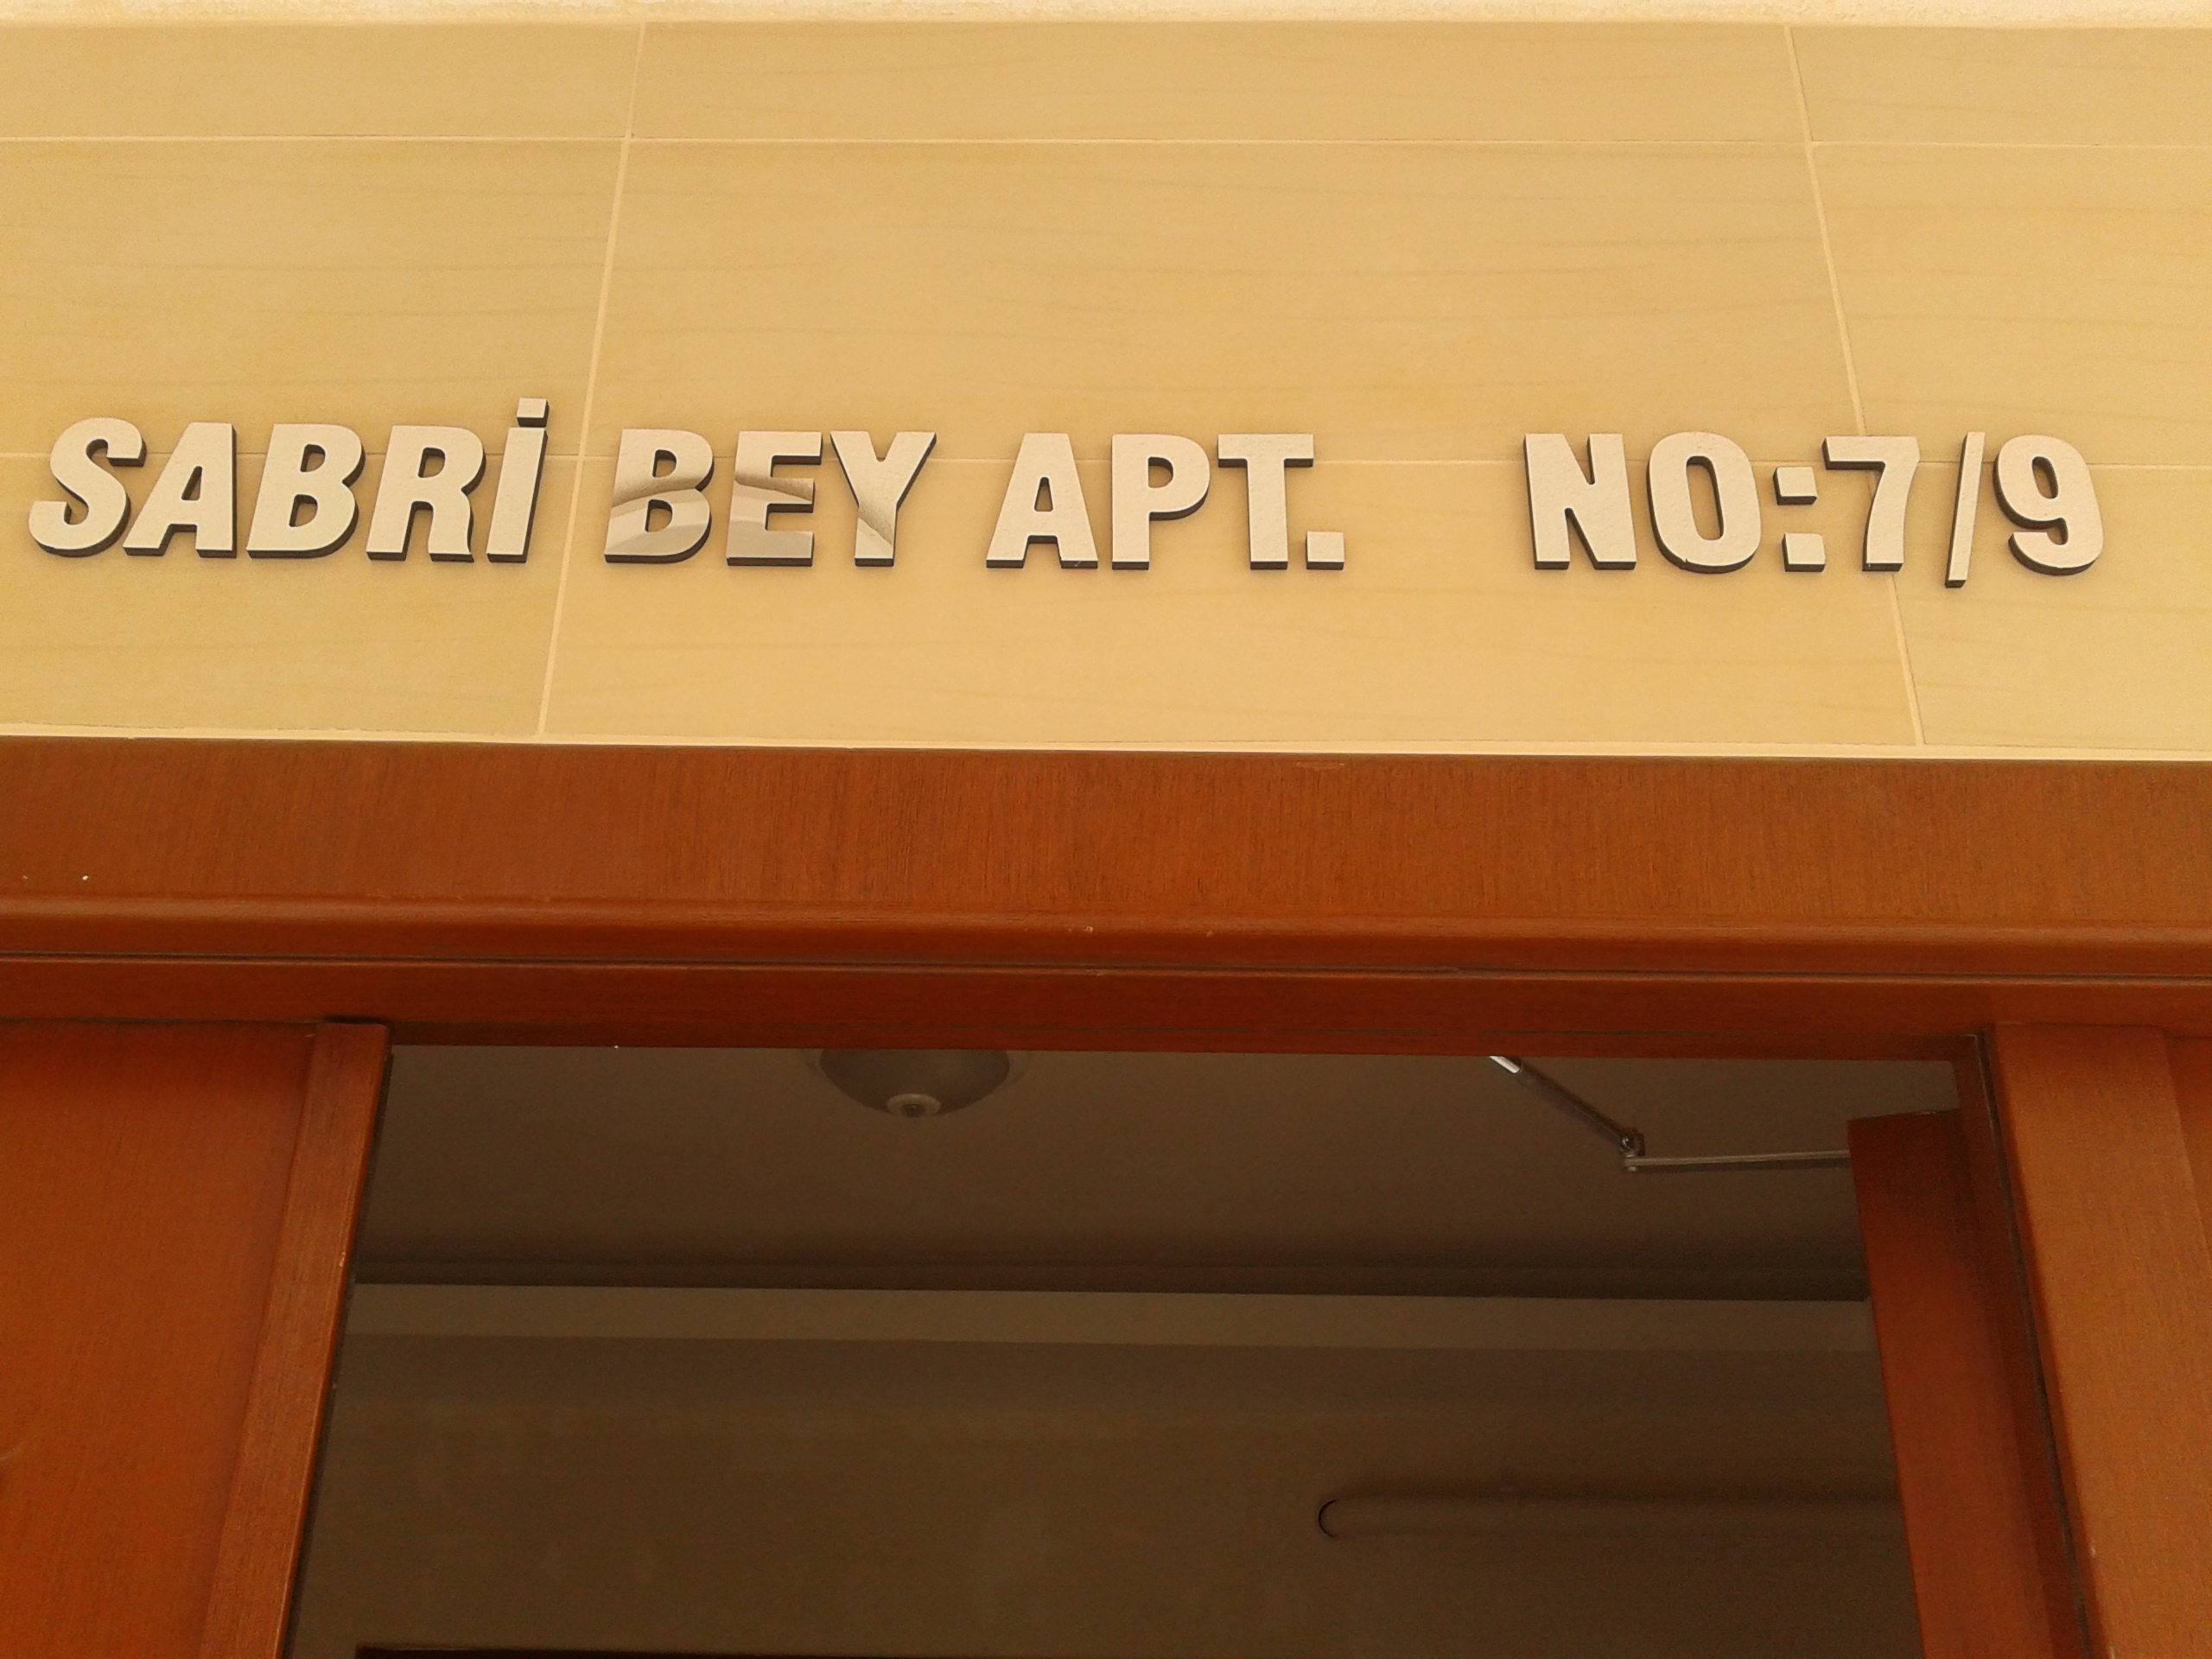 SABRİ BEY APT. NO:7/9